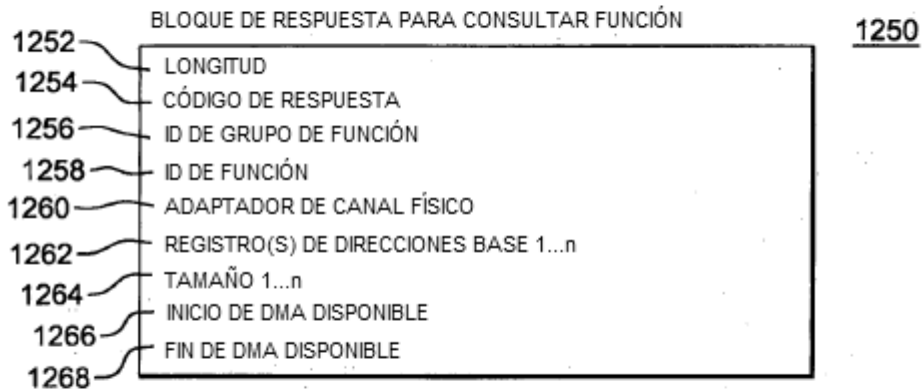 BLOQUE DE RESPUESTA PARA CONSULTAR FUNCIÓN
1250
1252 LONGITUD
1254 CÓDIGO DE RESPUESTA
1256 ID DE GRUPO DE FUNCIÓN
1258 ID DE FUNCIÓN
1260 ADAPTADOR DE CANAL FÍSICO
1262 REGISTRO(S) DE DIRECCIONES BASE 1...n
1264 TAMAÑO 1...n
1266 INICIO DE DMA DISPONIBLE
1268 FIN DE DMA DISPONIBLE